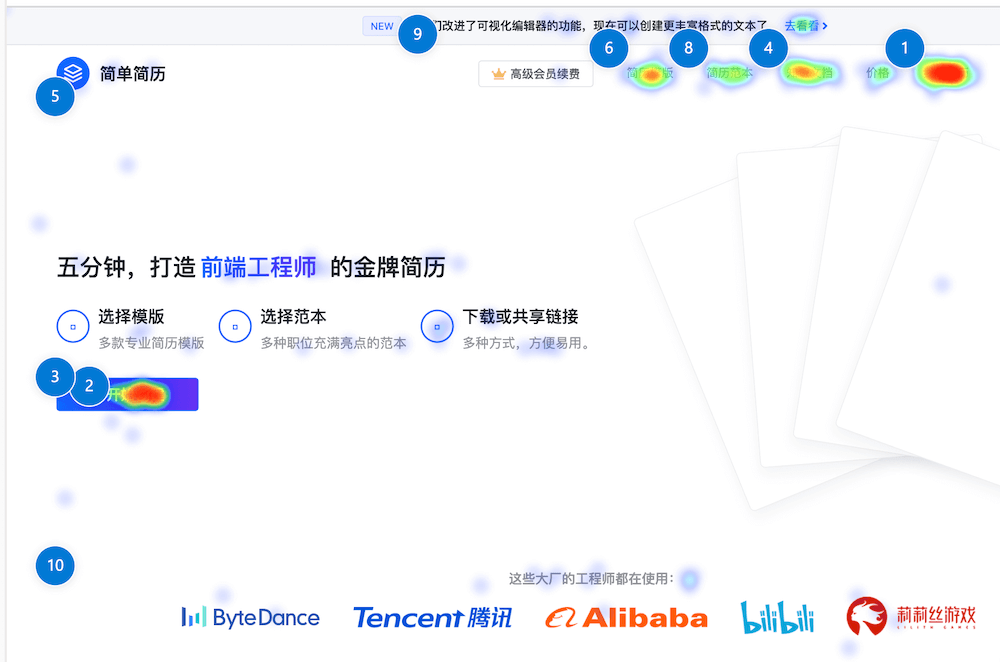 NEW 们改进了可视化编辑器的功能，现在可以创建更丰富格式的文本了 去看看 >
9
6 8 4 1
简单简历 高级会员续费 简历模版 简历范本 档 价格
5
五分钟，打造 前端工程师 的金牌简历
选择模版 选择范本 下载或共享链接
多款专业简历模版 多种职位充满亮点的范本 多种方式，方便易用。
3 2 开
10
这些大厂的工程师都在使用：
ByteDance Tencent 腾讯 Alibaba bilibili 莉莉丝游戏
LILITH GAMES